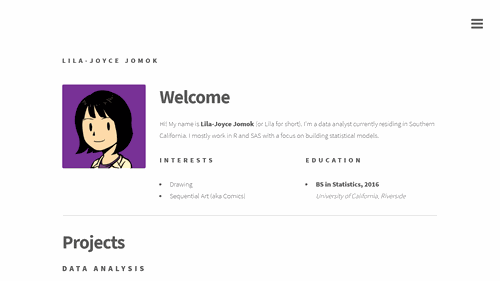 LILA-JOYCE JOMOK
Welcome
Hi! My name is Lila-Joyce Jomok (or Lila for short). I'm a data analyst currently residing in Southern
California. I mostly work in R and SAS with a focus on building statistical modals.
INTERESTS
Drawing
Sequential Art (aka Comics)
EDUCATION
BS in Statistics, 2016
University of California, Riverside
Projects
DATA ANALYSIS